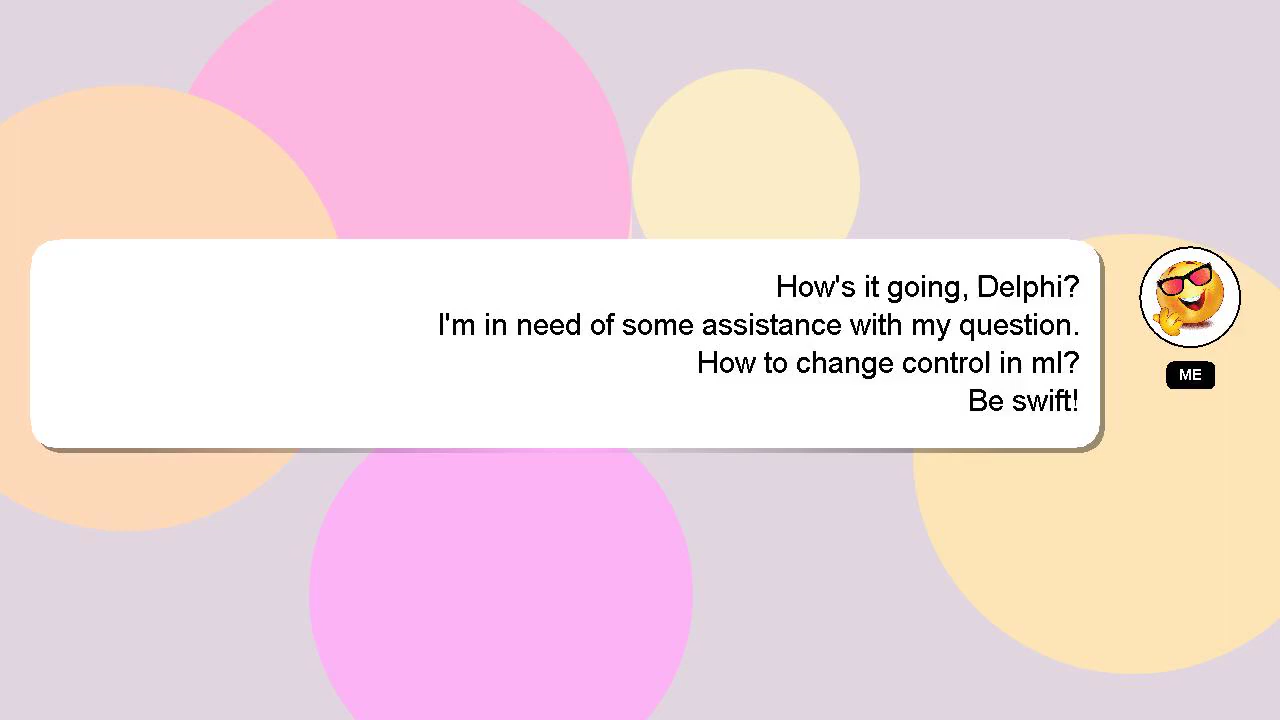 How's it going, Delphi?
I'm in need of some assistance with my question.
How to change control in ml?
Be swift!
ME